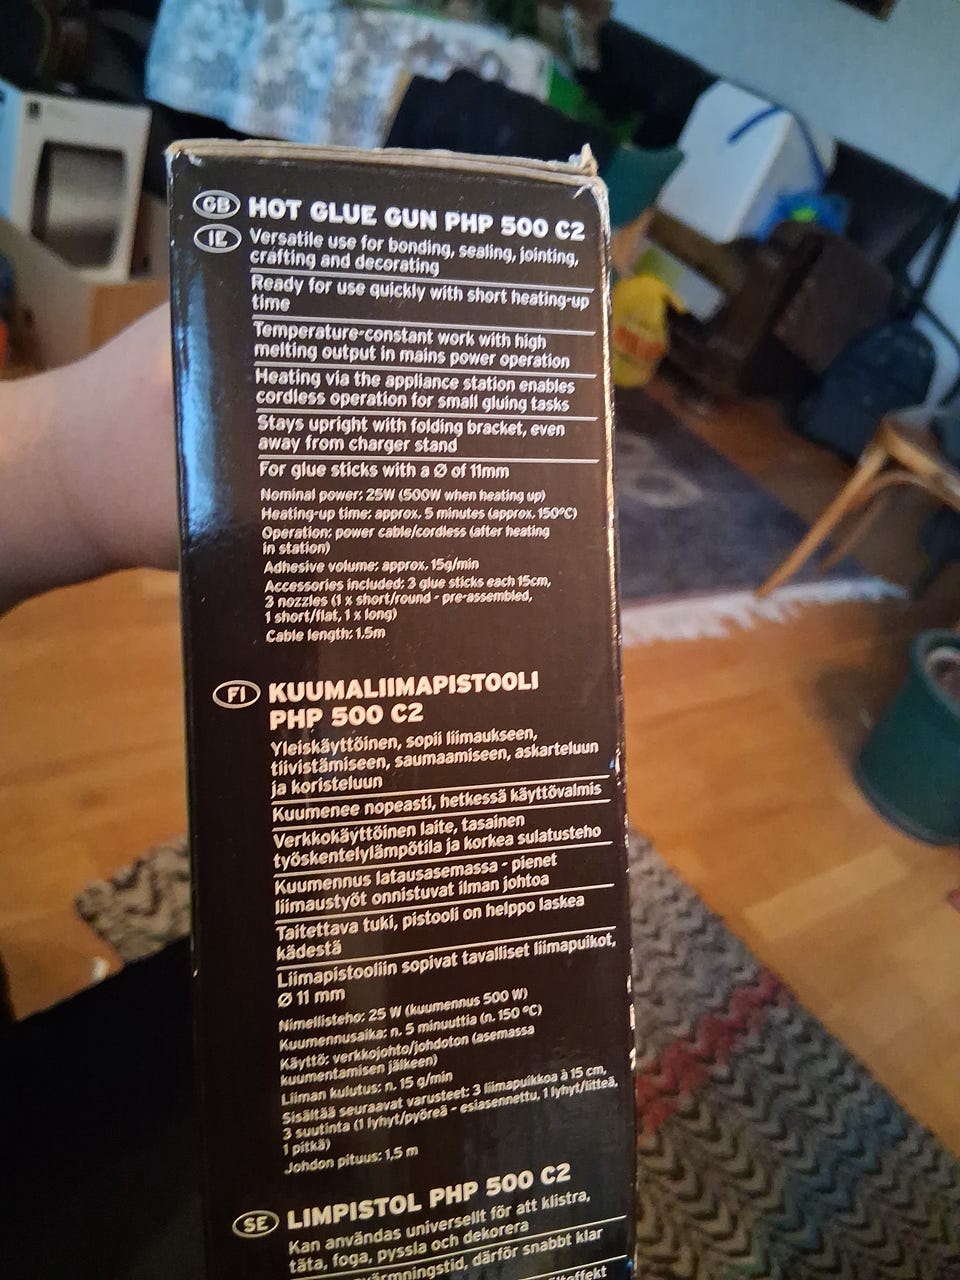 GB HOT GLUE GUN PHP 500 C2
IE Versatile use for bonding, sealing, jointing,
crafting and decorating
Ready for use quickly with short heating-up
time
Temperature-constant work with high
melting output in mains power operation
Heating via the appliance station enables
cordless operation for small gluing tasks
Stays upright with folding bracket, even
away from charger stand
For glue sticks with a Ø of 11mm
Nominal power: 25W (500W when heating up)
Heating-up time: approx. 5 minutes (approx. 150°C)
Operation: power cable/cordless (after heating
in station)
Adhesive volume: approx. 15g/min
Accessories included: 3 glue sticks each 15cm,
3 nozzles (1 x short/round - pre-assembled,
1 short/flat, 1 x long)
Cable length: 1.5m
FI KUUMALIIMAPISTOOLI
PHP 500 C2
Yleiskäyttöinen, sopii liimaukseen,
tiivistämiseen, saumaamiseen, askarteluun
ja koristeluun
Kuumenee nopeasti, hetkessä käyttövalmis
Verkkokäyttöinen laite, tasainen
työskentelylämpötila ja korkea sulatusteho
Kuumennus latausasemassa - pienet
liimaustyöt onnistuvat ilman johtoa
Taitettava tuki, pistooli on helppo laskea
kädestä
Liimapistooliin sopivat tavalliset liimapuikot,
Ø 11 mm
Nimellisteho: 25 W (kuumennus 500 W)
Kuumennusaika: n. 5 minuuttia (n. 150 °C)
Käyttö: verkkojohto/johdoton (asemassa
kuumentamisen jälkeen)
Liiman kulutus: n. 15 g/min
Sisältää seuraavat varusteet: 3 liimapuikkoa à 15 cm,
3 suutinta (1 lyhyt/pyöreä - esiasennettu, 1 lyhyt/litteä,
1 pitkä)
Johdon pituus: 1,5 m
SE LIMPISTOL PHP 500 C2
Kan användas universellt för att klistra,
täta, foga, pyssla och dekorera
därför snabbt klar